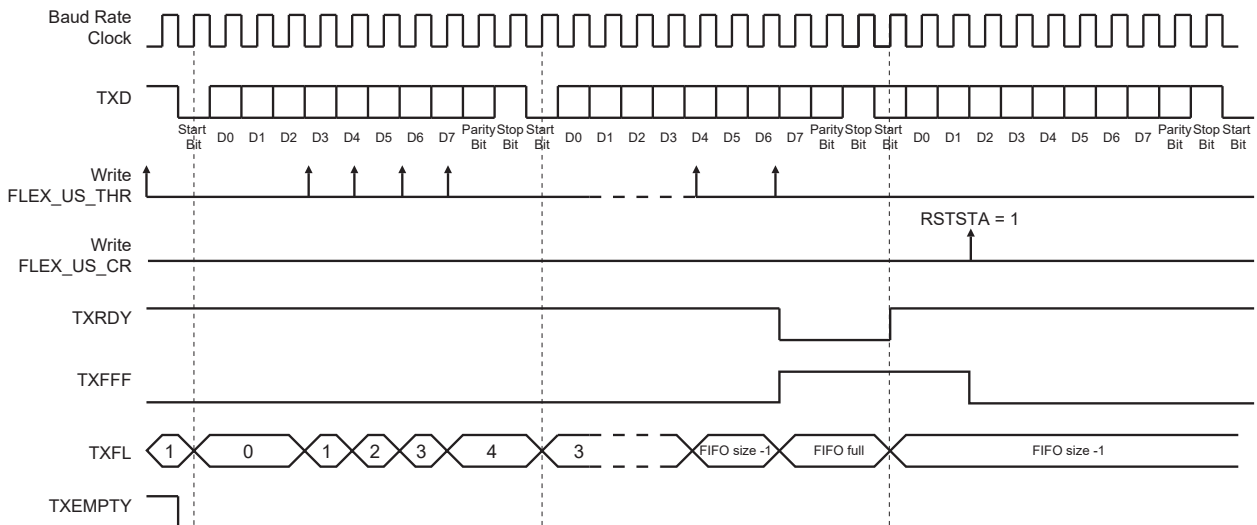 Baud Rate
Clock
TXD
Start
Bit D0 D1 D2 D3 D4 D5 D6 D7 Parity
Bit Stop
Bit Start
Bit D0 D1 D2 D3 D4 D5 D6 D7 Parity
Bit Stop
Bit Start
Bit D0 D1 D2 D3 D4 D5 D6 D7 Parity
Bit Stop
Bit Start
Bit
Write
FLEX_US_THR
RSTSTA = 1
Write
FLEX_US_CR
TXRDY
TXFFF
TXFL 1 0 1 2 3 4 3 FIFO size -1 FIFO full FIFO size -1
TXEMPTY